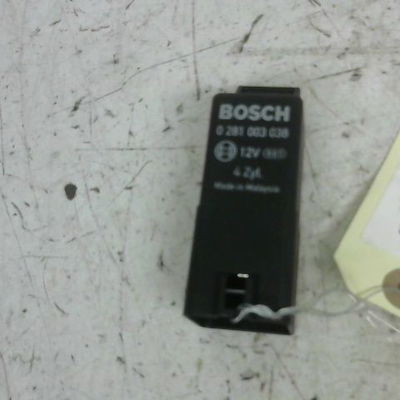 BOSCH
0 281 003 038
12V
4 Zyl.
Made in Malaysia